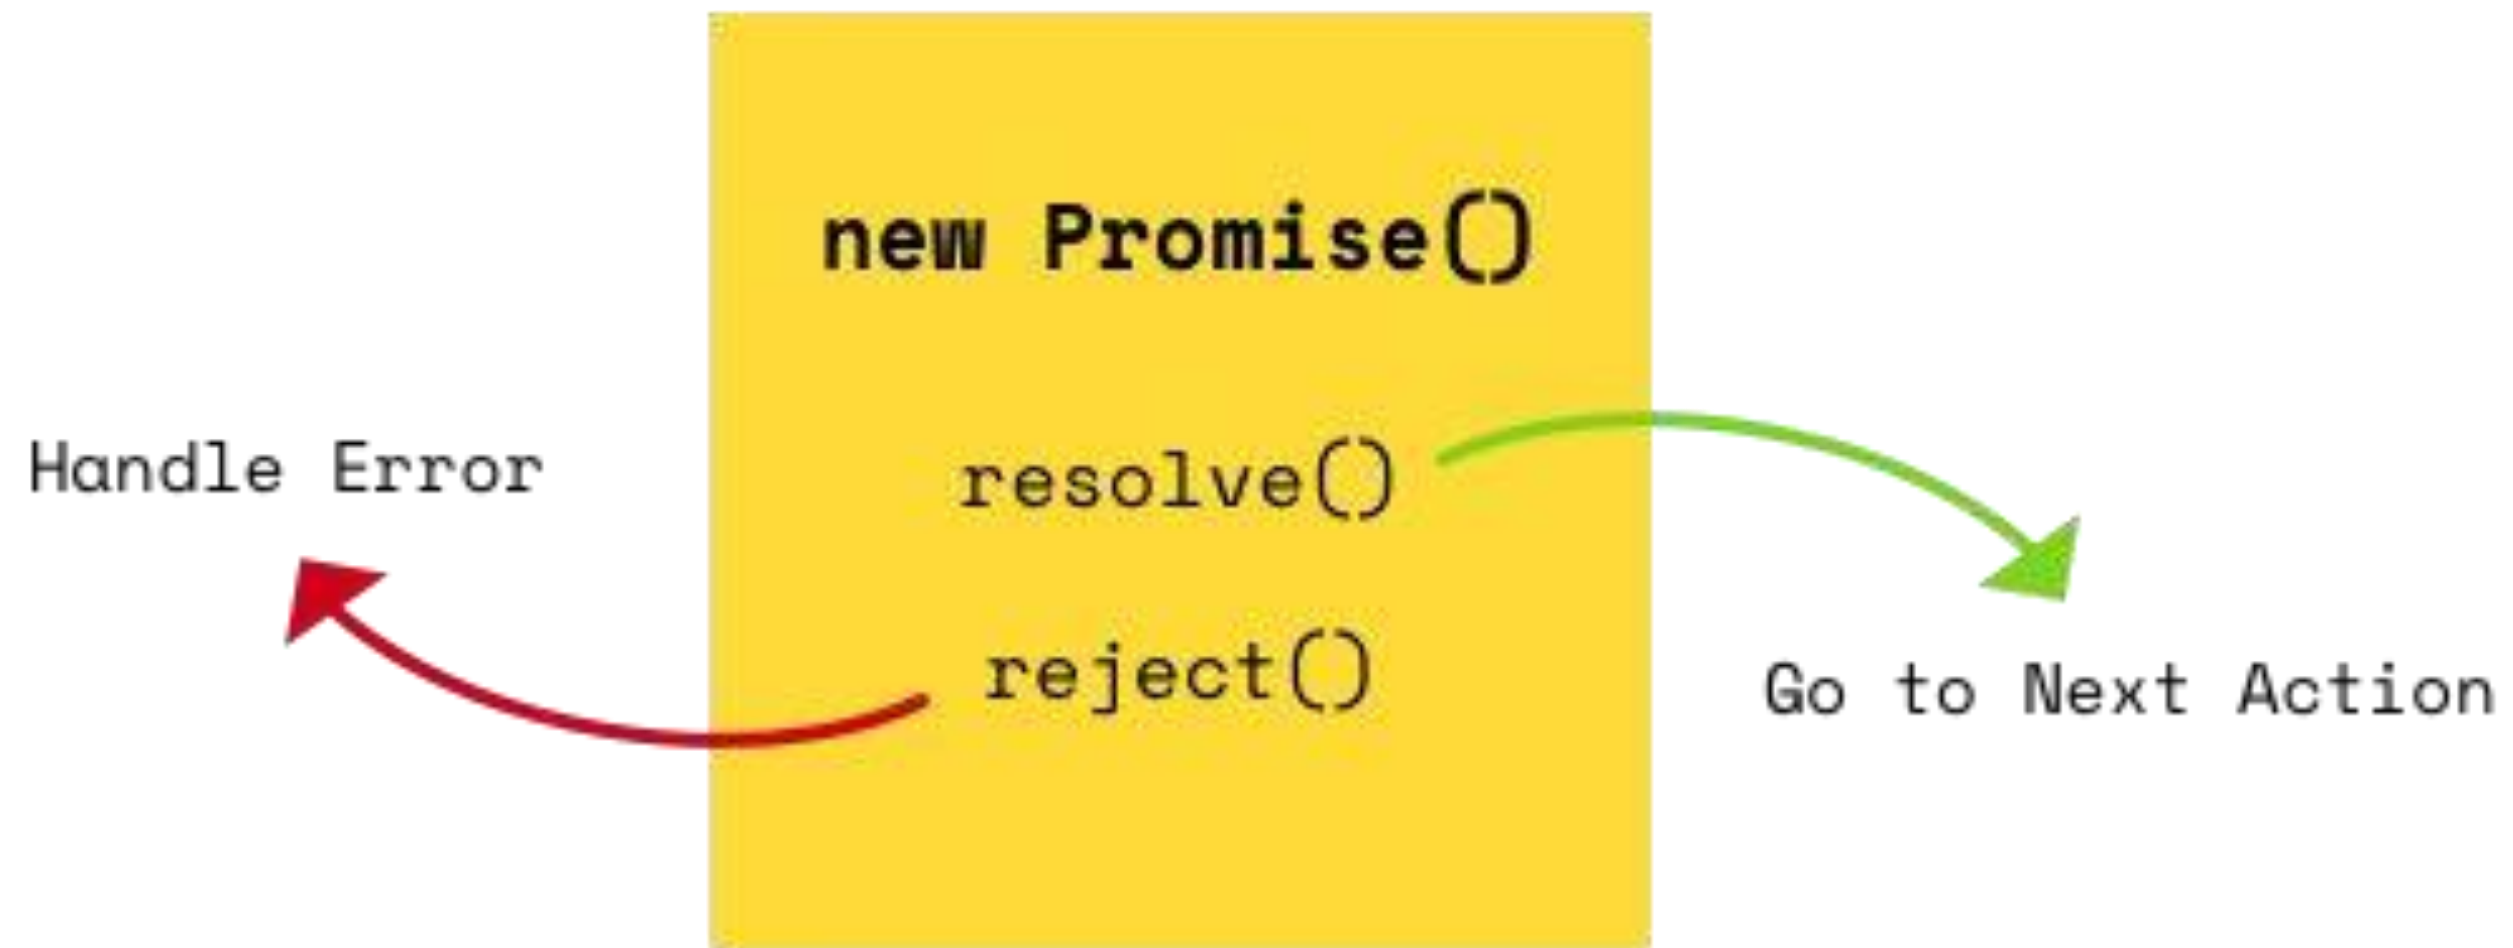 new Promise()
Handle Error
resolve()
reject()
Go to Next Action